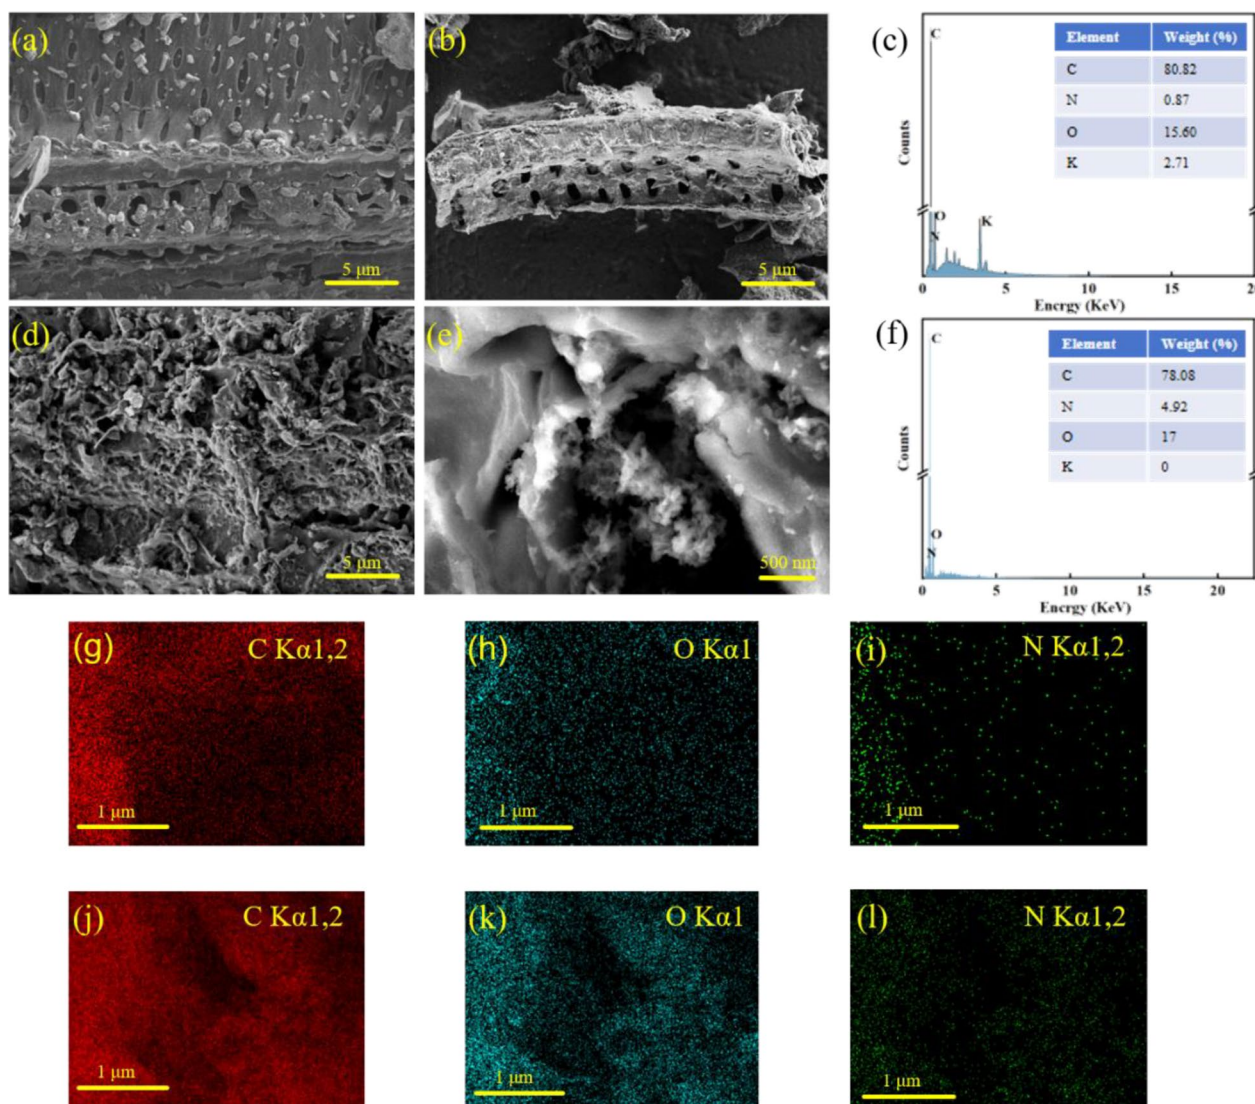 (a)
5 μm
(b)
5 μm
(c)
Element Weight (%)
C 80.82
N 0.87
O 15.60
K 2.71
C
O
N
K
Counts
0 5 10 15 20
Encrgy (KeV)
(d)
5 μm
(e)
500 nm
(f)
Element Weight (%)
C 78.08
N 4.92
O 17
K 0
C
O
N
Counts
0 5 10 15 20
Encrgy (KeV)
(g) C Kα1,2
1 μm
(h) O Kα1
1 μm
(i) N Kα1,2
1 μm
(j) C Kα1,2
1 μm
(k) O Kα1
1 μm
(l) N Kα1,2
1 μm